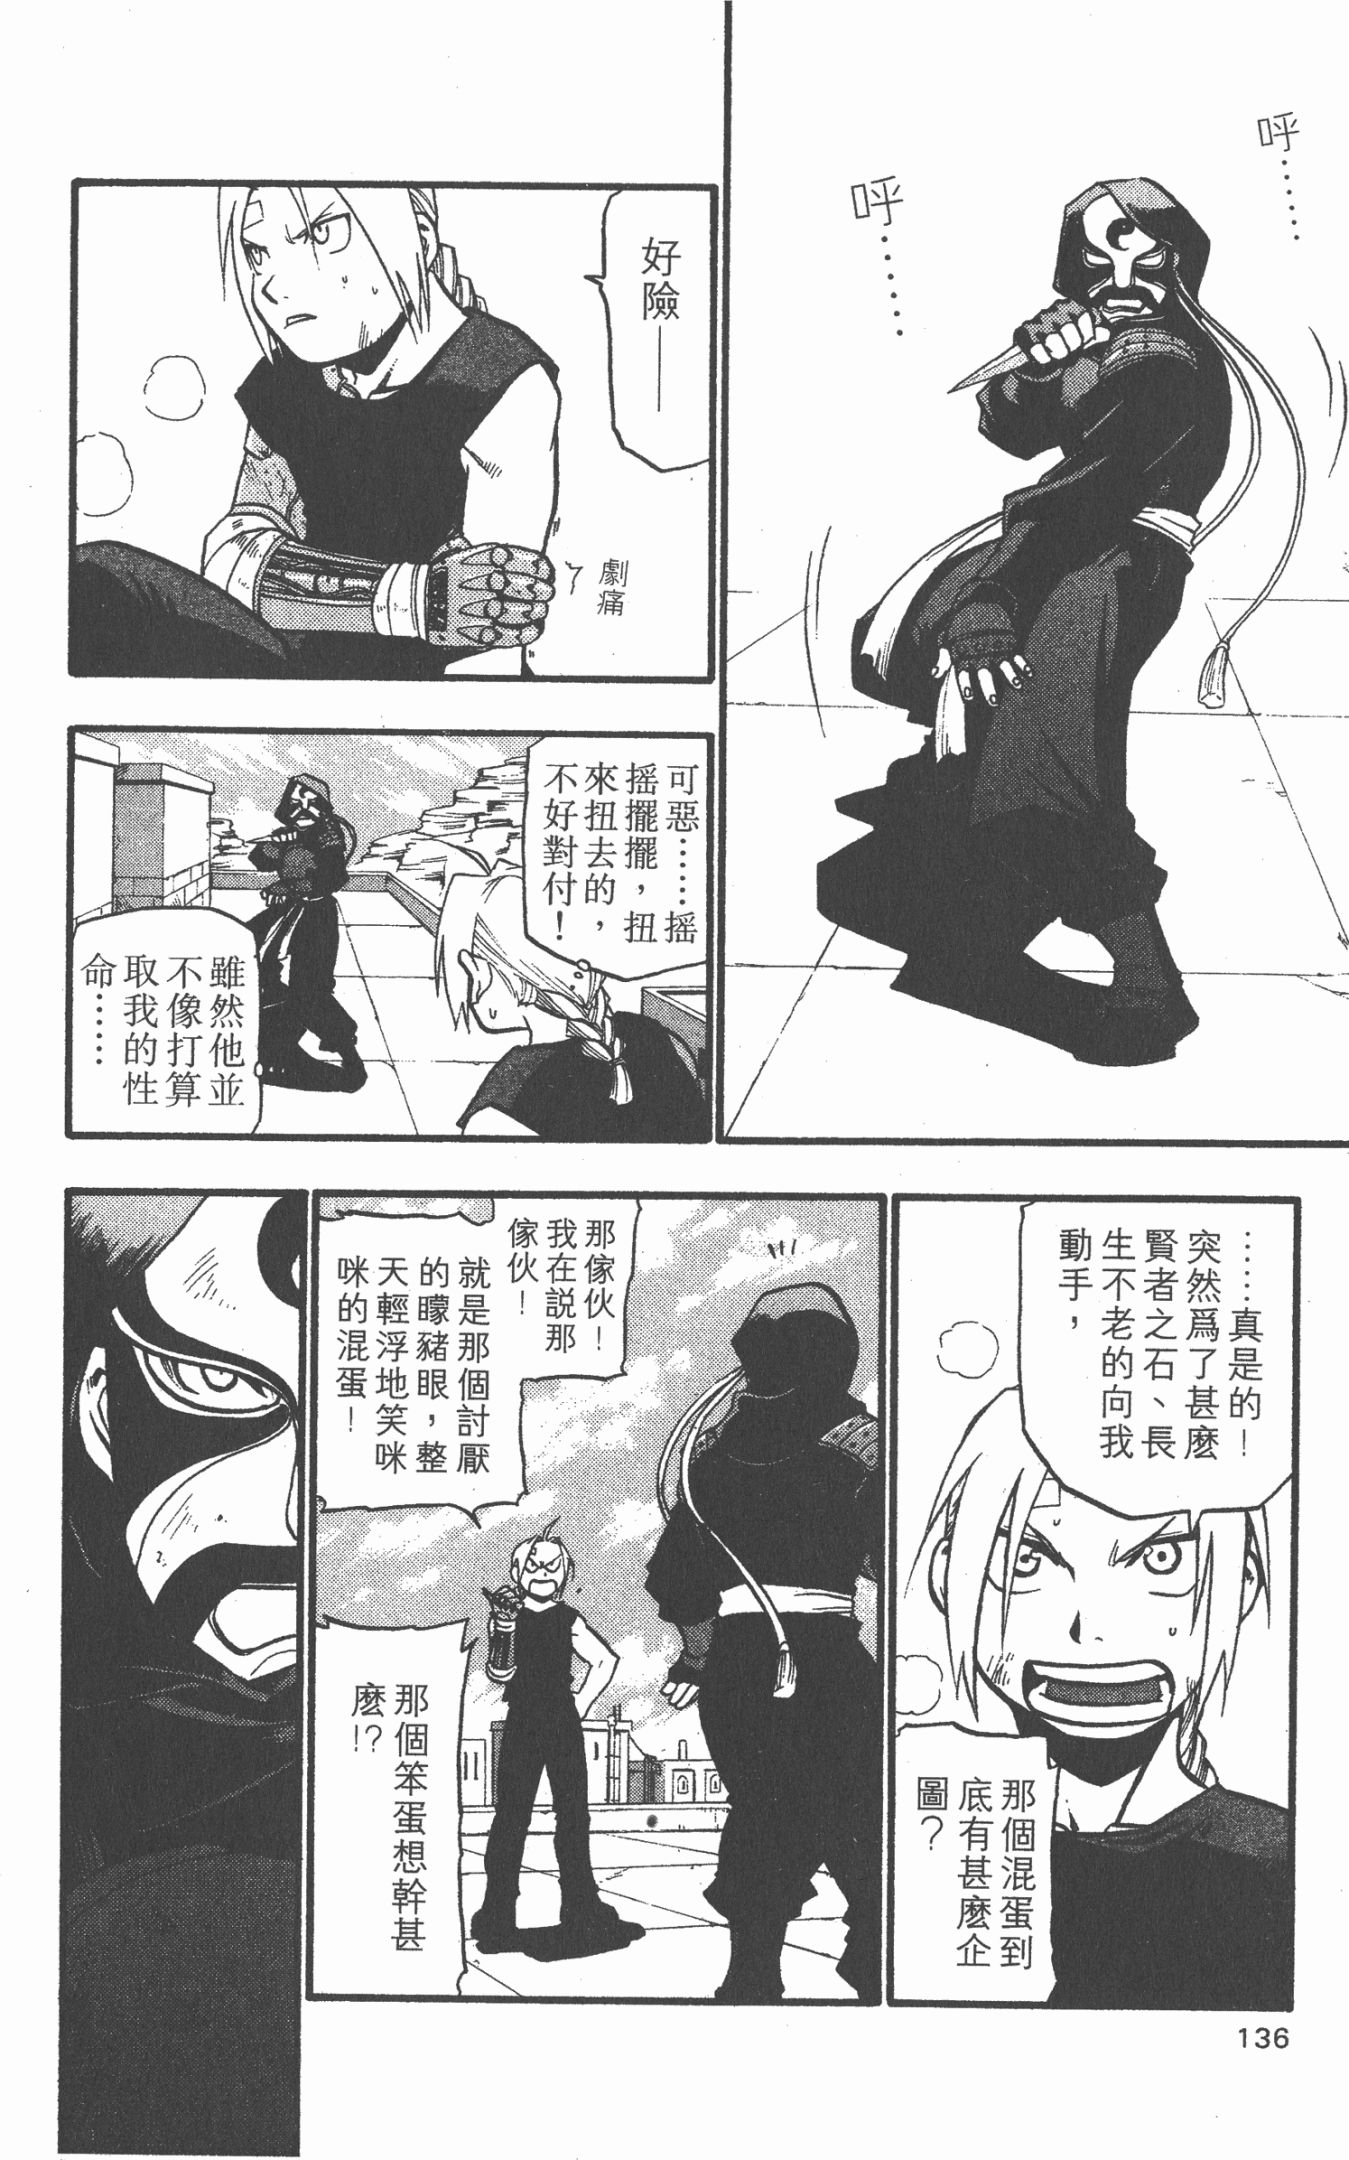 呼……
呼……
好險——
劇痛
可惡……搖
搖擺擺，扭
來扭去的，
不好對付！
雖然他並
不像打算
取我的性
命……
……真是的！
突然爲了甚麼
賢者之石、長
生不老的向我
動手，
那個混蛋到
底有甚麼企
圖？
那傢伙！
我在説那
傢伙！
就是那個討厭
的矇豬眼，整
天輕浮地笑咪
咪的混蛋！
那個笨蛋想幹甚
麼!?
136